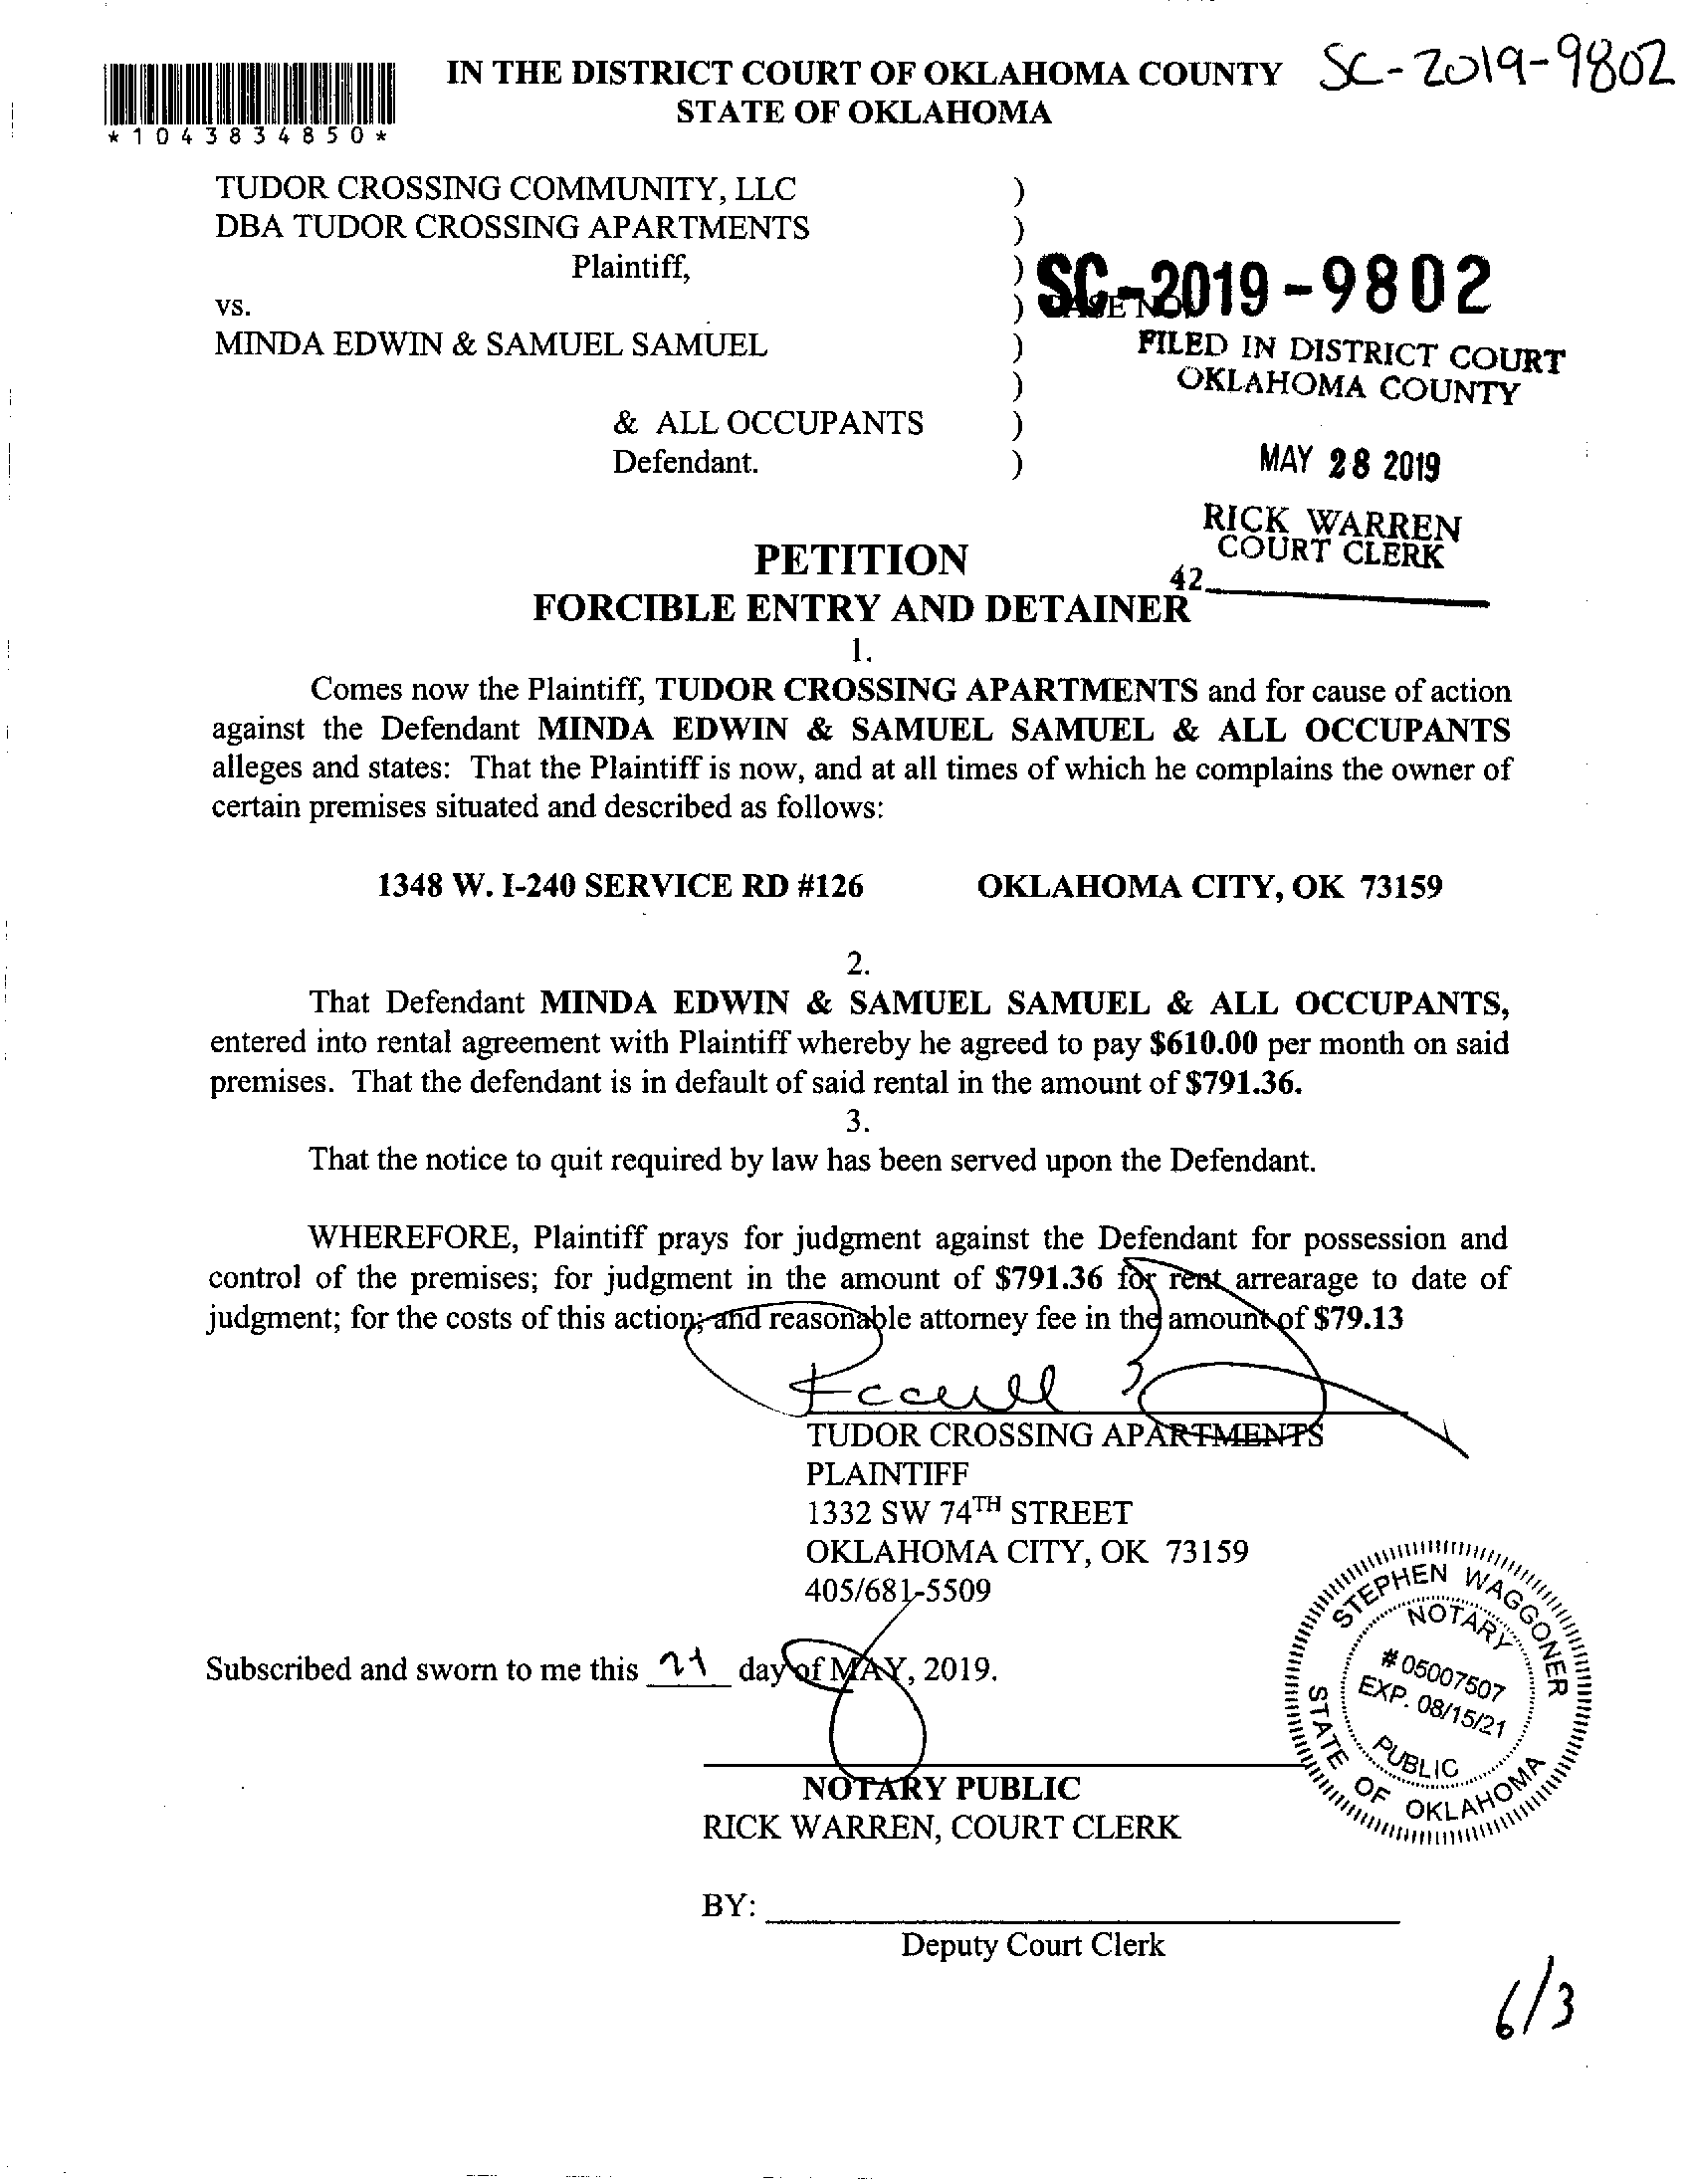 SC-2019-9802
IN THE DISTRICT COURT OF OKLAHOMA COUNTY
STATE OF OKLAHOMA
*1043834850*
TUDOR CROSSING COMMUNITY, LLC )
DBA TUDOR CROSSING APARTMENTS )
Plaintiff, ) SC-2019-9802
vs. ) CASE NO.
MINDA EDWIN & SAMUEL SAMUEL )
FILED IN DISTRICT COURT
OKLAHOMA COUNTY
)
& ALL OCCUPANTS )
Defendant. )
MAY 28 2019
RICK WARREN
COURT CLERK
42
PETITION
FORCIBLE ENTRY AND DETAINER
1.
Comes now the Plaintiff, TUDOR CROSSING APARTMENTS and for cause of action
against the Defendant MINDA EDWIN & SAMUEL SAMUEL & ALL OCCUPANTS
alleges and states: That the Plaintiff is now, and at all times of which he complains the owner of
certain premises situated and described as follows:
1348 W. I-240 SERVICE RD #126 OKLAHOMA CITY, OK 73159
2.
That Defendant MINDA EDWIN & SAMUEL SAMUEL & ALL OCCUPANTS,
entered into rental agreement with Plaintiff whereby he agreed to pay $610.00 per month on said
premises. That the defendant is in default of said rental in the amount of $791.36.
3.
That the notice to quit required by law has been served upon the Defendant.
WHEREFORE, Plaintiff prays for judgment against the Defendant for possession and
control of the premises; for judgment in the amount of $791.36 for rent arrearage to date of
judgment; for the costs of this action; and reasonable attorney fee in the amount of $79.13
TUDOR CROSSING APARTMENTS
PLAINTIFF
1332 SW 74TH STREET
OKLAHOMA CITY, OK 73159
405/681-5509
Subscribed and sworn to me this day of MAY, 2019.
STEPHEN WAGGONER
NOTARY
# 05007507
EXP. 08/15/21
PUBLIC
STATE OF OKLAHOMA
NOTARY PUBLIC
RICK WARREN, COURT CLERK
BY:
Deputy Court Clerk
6/3